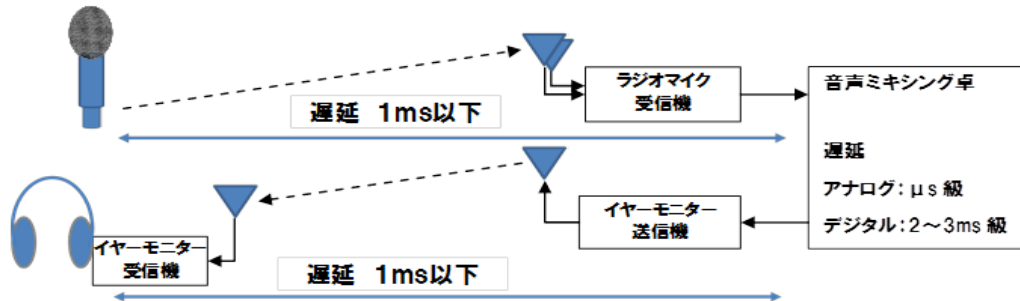 ラジオマイク
受信機
遅延 1ms以下
音声ミキシング卓
遅延
アナログ：μs 級
デジタル：2～3ms 級
イヤーモニター
送信機
イヤーモニター
受信機
遅延 1ms以下